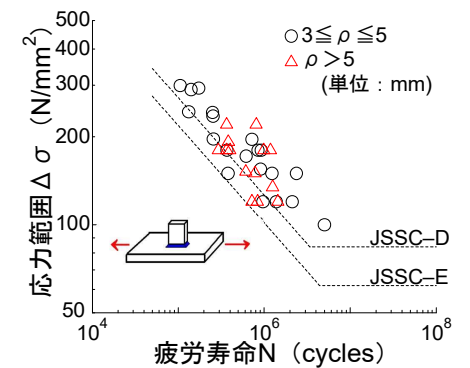 応力範囲Δσ（N/mm²）
500
400
300
200
100
50
○3≦ρ≦5
△ρ＞5
(単位：mm)
JSSC–D
JSSC–E
10⁴
10⁶
10⁸
疲労寿命N（cycles）